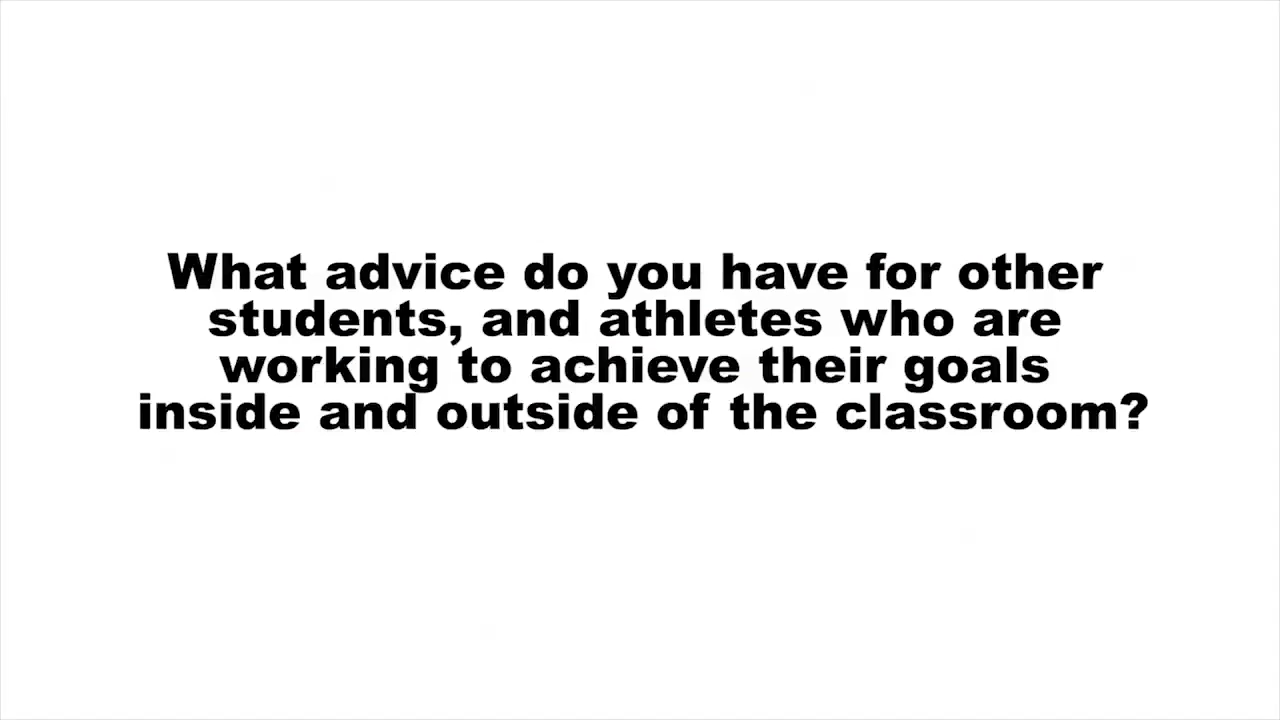 What advice do you have for other
students, and athletes who are
working to achieve their goals
inside and outside of the classroom?